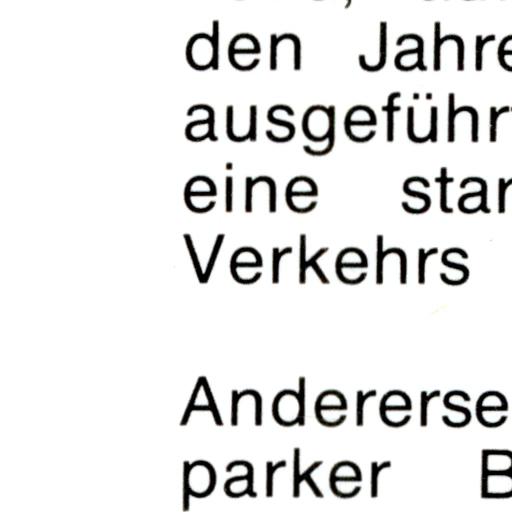 den Jahre
ausgeführ
eine star
Verkehrs
Andererse
parker B